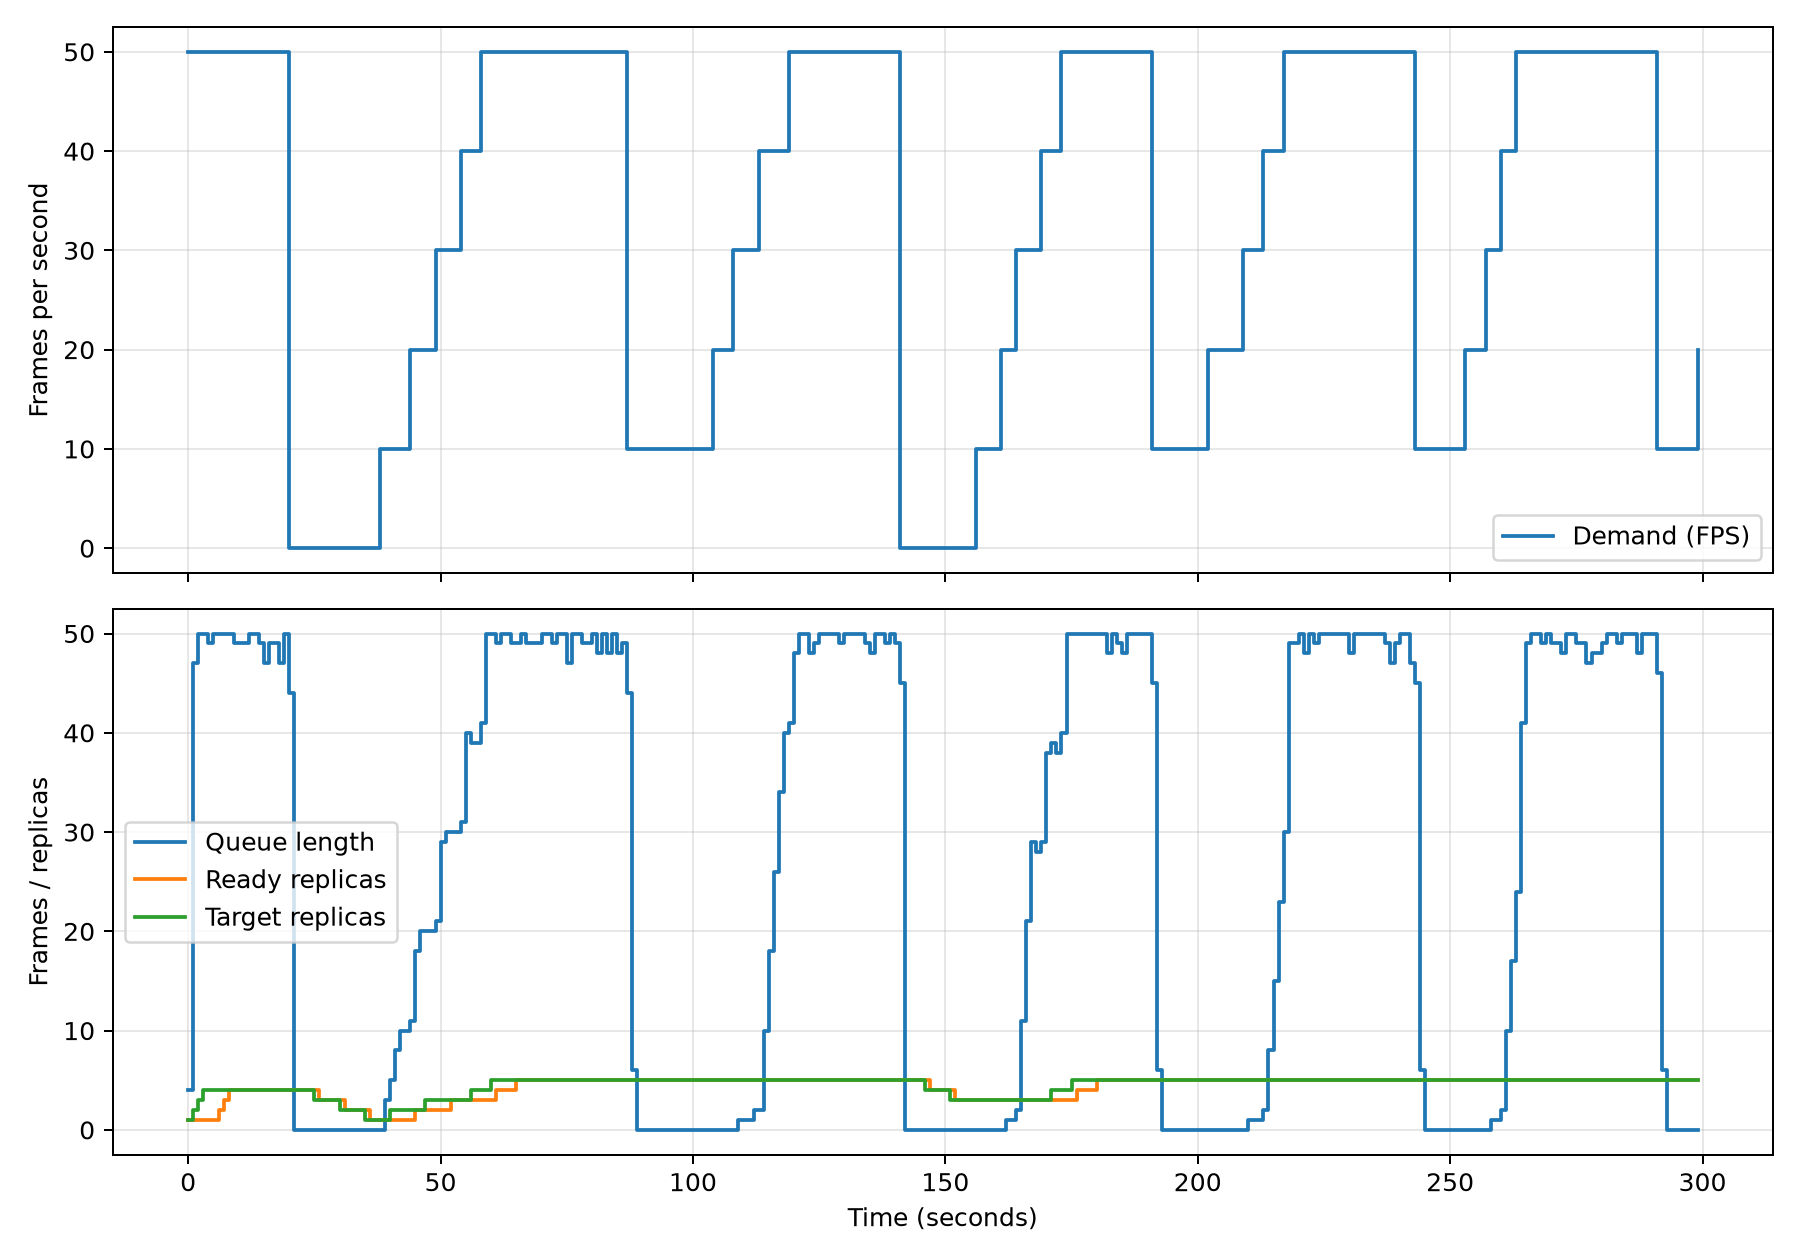 50
40
30
20
10
0
Frames per second
Demand (FPS)
50
40
30
20
10
0
Frames / replicas
Queue length
Ready replicas
Target replicas
0
50
100
150
200
250
300
Time (seconds)